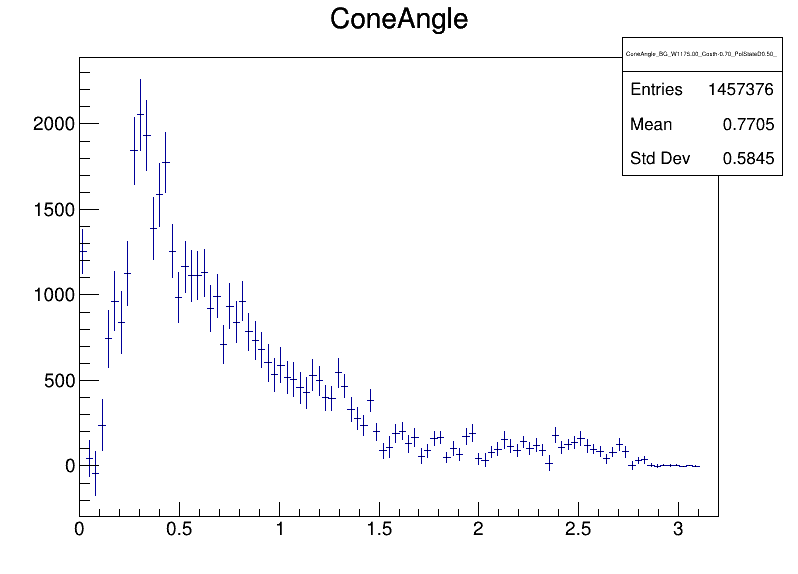 ConeAngle
ConeAngle_BG_W1175.00_Costh-0.70_PolStateD0.50_
Entries 1457376
Mean 0.7705
Std Dev 0.5845
2000
1500
1000
500
0
0 0.5 1 1.5 2 2.5 3